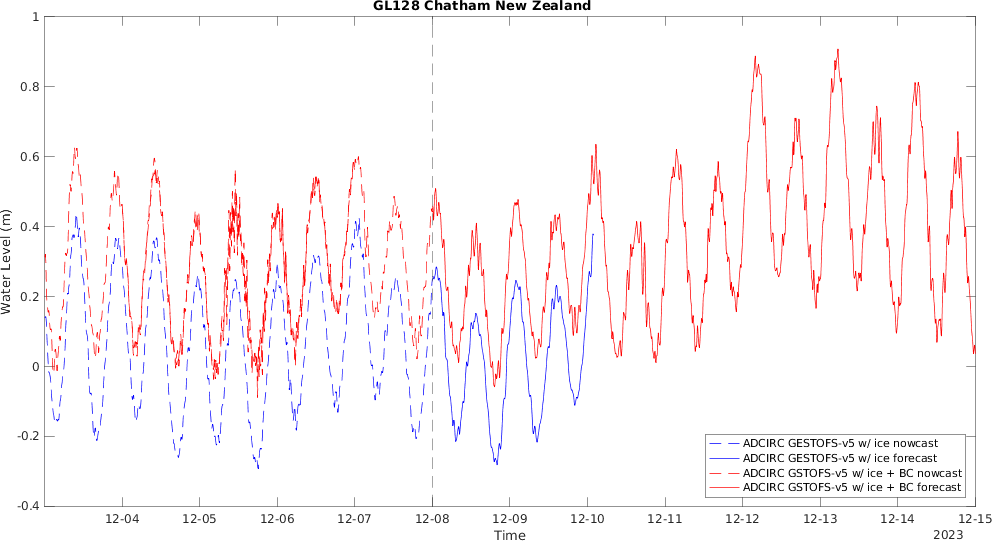 GL128 Chatham New Zealand
1
0.8
0.6
0.4
0.2
0
-0.2
-0.4
Water Level (m)
12-04 12-05 12-06 12-07 12-08 12-09 12-10 12-11 12-12 12-13 12-14 12-15
Time
2023
ADCIRC GESTOFS-v5 w/ ice nowcast
ADCIRC GESTOFS-v5 w/ ice forecast
ADCIRC GSTOFS-v5 w/ ice + BC nowcast
ADCIRC GSTOFS-v5 w/ ice + BC forecast